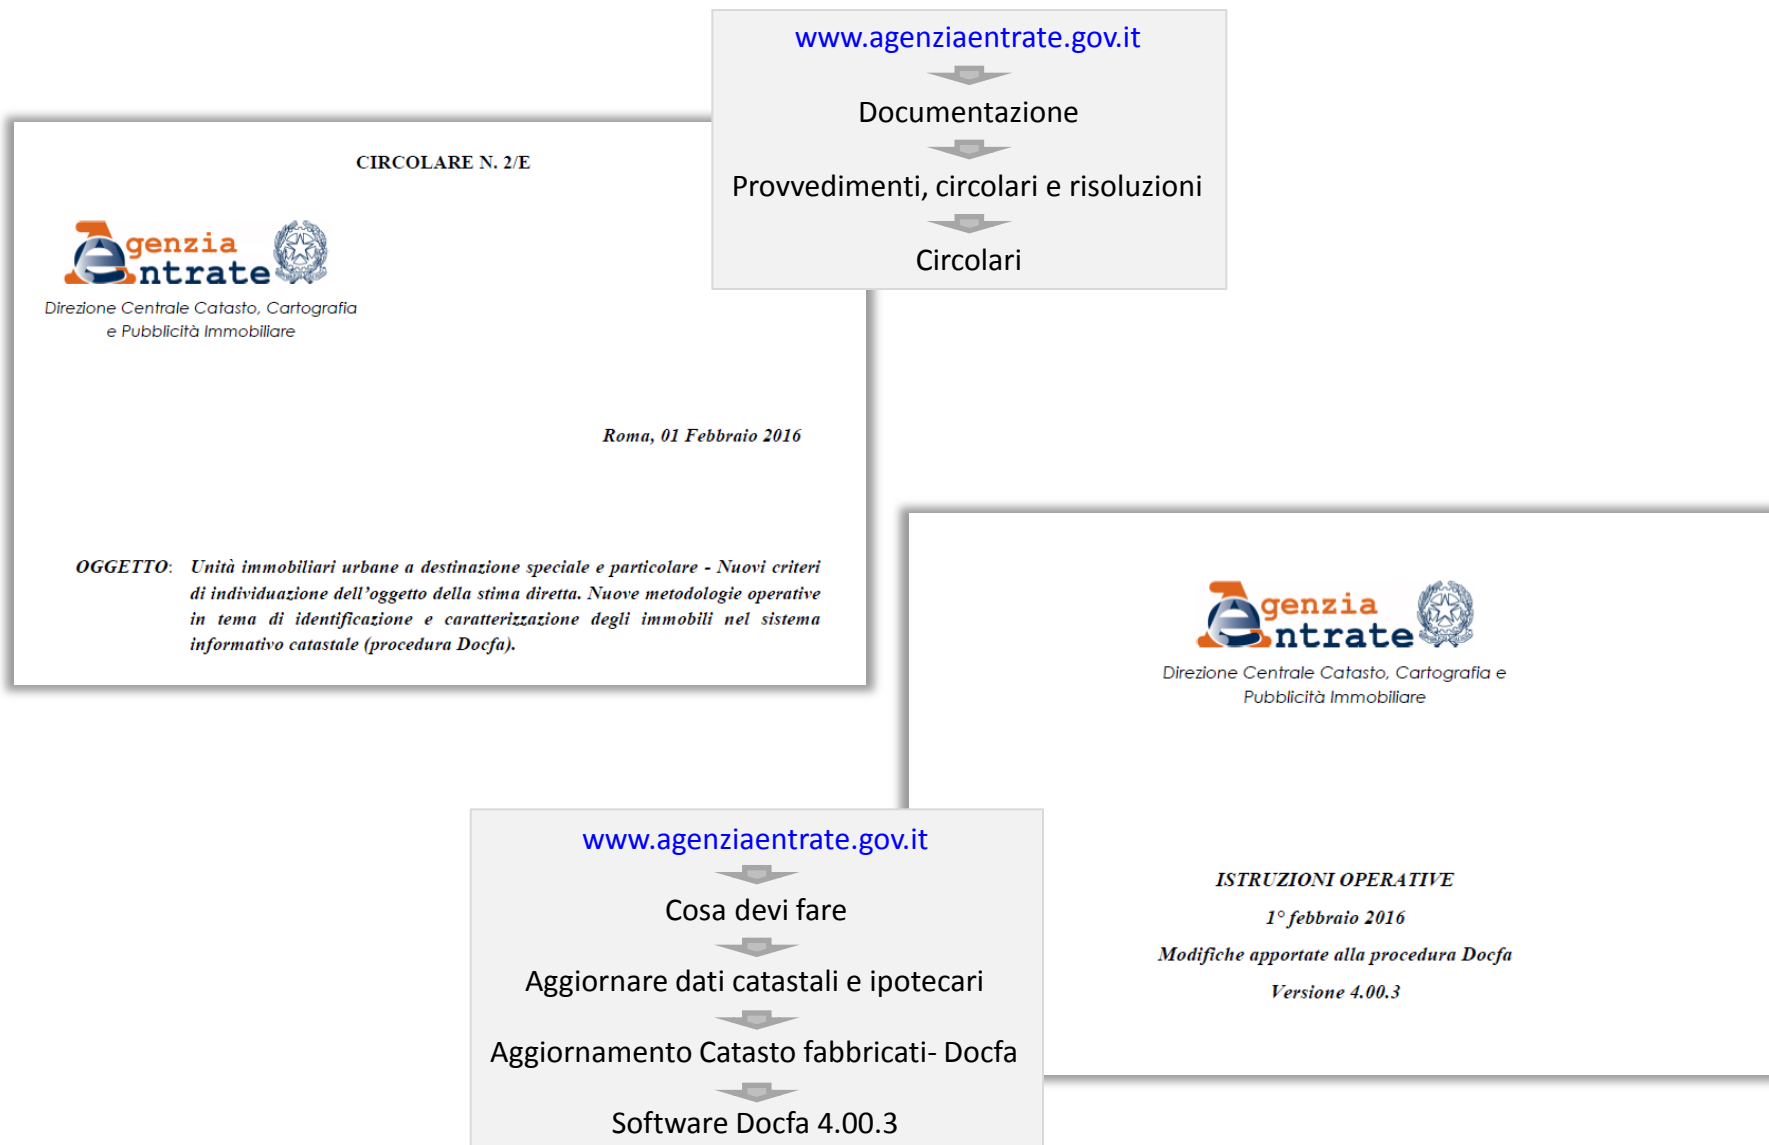 www.agenziaentrate.gov.it
Documentazione
Provvedimenti, circolari e risoluzioni
Circolari
CIRCOLARE N. 2/E
Agenzia
Entrate
Direzione Centrale Catasto, Cartografia
e Pubblicità Immobiliare
Roma, 01 Febbraio 2016
OGGETTO: Unità immobiliari urbane a destinazione speciale e particolare - Nuovi criteri
di individuazione dell'oggetto della stima diretta. Nuove metodologie operative
in tema di identificazione e caratterizzazione degli immobili nel sistema
informativo catastale (procedura Docfa).
Agenzia
Entrate
Direzione Centrale Catasto, Cartografia e
Pubblicità Immobiliare
ISTRUZIONI OPERATIVE
1° febbraio 2016
Modifiche apportate alla procedura Docfa
Versione 4.00.3
www.agenziaentrate.gov.it
Cosa devi fare
Aggiornare dati catastali e ipotecari
Aggiornamento Catasto fabbricati- Docfa
Software Docfa 4.00.3